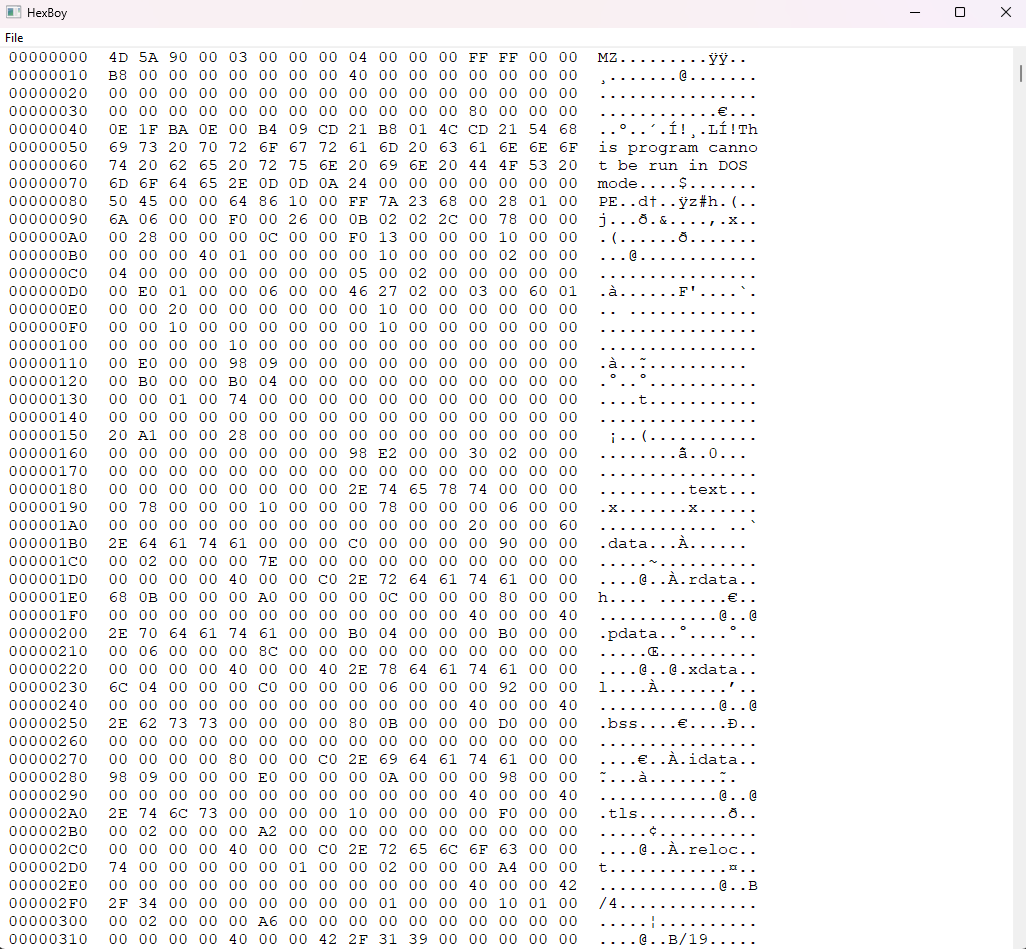 HexBoy
File
00000000 4D 5A 90 00 03 00 00 00 04 00 00 00 FF FF 00 00 MZ..........ÿÿ..
00000010 B8 00 00 00 00 00 00 00 40 00 00 00 00 00 00 00 ¸.......@.......
00000020 00 00 00 00 00 00 00 00 00 00 00 00 00 00 00 00 ................
00000030 00 00 00 00 00 00 00 00 00 00 00 00 80 00 00 00 ............€...
00000040 0E 1F BA 0E 00 B4 09 CD 21 B8 01 4C CD 21 54 68 ..º..´.Í!¸.LÍ!Th
00000050 69 73 20 70 72 6F 67 72 61 6D 20 63 61 6E 6E 6F is program canno
00000060 74 20 62 65 20 72 75 6E 20 69 6E 20 44 4F 53 20 t be run in DOS
00000070 6D 6F 64 65 2E 0D 0D 0A 24 00 00 00 00 00 00 00 mode....$.......
00000080 50 45 00 00 64 86 10 00 FF 7A 23 68 00 28 01 00 PE..d†..ÿz#h.(..
00000090 6A 06 00 00 F0 00 26 00 0B 02 02 2C 00 78 00 00 j...ð.&....,.x..
000000A0 00 28 00 00 00 0C 00 00 F0 13 00 00 00 10 00 00 .(......ð.......
000000B0 00 00 00 40 01 00 00 00 00 10 00 00 00 02 00 00 ...@............
000000C0 04 00 00 00 00 00 00 00 05 00 02 00 00 00 00 00 ................
000000D0 00 E0 01 00 00 06 00 00 46 27 02 00 03 00 60 01 .à......F'....`.
000000E0 00 00 20 00 00 00 00 00 00 10 00 00 00 00 00 00 .. .............
000000F0 00 00 10 00 00 00 00 00 00 10 00 00 00 00 00 00 ................
00000100 00 00 00 00 10 00 00 00 00 00 00 00 00 00 00 00 ................
00000110 00 E0 00 00 98 09 00 00 00 00 00 00 00 00 00 00 .à..˜...........
00000120 00 B0 00 00 B0 04 00 00 00 00 00 00 00 00 00 00 .°..°...........
00000130 00 00 01 00 74 00 00 00 00 00 00 00 00 00 00 00 ....t...........
00000140 00 00 00 00 00 00 00 00 00 00 00 00 00 00 00 00 ................
00000150 20 A1 00 00 28 00 00 00 00 00 00 00 00 00 00 00 ¡..(...........
00000160 00 00 00 00 00 00 00 00 98 E2 00 00 30 02 00 00 ........˜â..0...
00000170 00 00 00 00 00 00 00 00 00 00 00 00 00 00 00 00 ................
00000180 00 00 00 00 00 00 00 00 2E 74 65 78 74 00 00 00 .........text...
00000190 00 78 00 00 00 10 00 00 00 78 00 00 00 06 00 00 .x.......x......
000001A0 00 00 00 00 00 00 00 00 00 00 00 00 20 00 00 60 ............ ..`
000001B0 2E 64 61 74 61 00 00 00 C0 00 00 00 00 90 00 00 .data...À......
000001C0 00 02 00 00 00 7E 00 00 00 00 00 00 00 00 00 00 .....~..........
000001D0 00 00 00 00 40 00 00 C0 2E 72 64 61 74 61 00 00 ....@..À.rdata..
000001E0 68 0B 00 00 00 A0 00 00 00 0C 00 00 00 80 00 00 h.... .......€..
000001F0 00 00 00 00 00 00 00 00 00 00 00 00 40 00 00 40 ............@..@
00000200 2E 70 64 61 74 61 00 00 B0 04 00 00 00 B0 00 00 .pdata..°....°..
00000210 00 06 00 00 00 8C 00 00 00 00 00 00 00 00 00 00 .....Œ..........
00000220 00 00 00 00 40 00 00 40 2E 78 64 61 74 61 00 00 ....@..@.xdata..
00000230 6C 04 00 00 00 C0 00 00 00 06 00 00 00 92 00 00 l....À.......’..
00000240 00 00 00 00 00 00 00 00 00 00 00 00 40 00 00 40 ............@..@
00000250 2E 62 73 73 00 00 00 00 80 0B 00 00 00 D0 00 00 .bss....€....Ð..
00000260 00 00 00 00 00 00 00 00 00 00 00 00 00 00 00 00 ................
00000270 00 00 00 00 80 00 00 C0 2E 69 64 61 74 61 00 00 ....€..À.idata..
00000280 98 09 00 00 00 E0 00 00 00 0A 00 00 00 98 00 00 ˜....à.......˜..
00000290 00 00 00 00 00 00 00 00 00 00 00 00 40 00 00 40 ............@..@
000002A0 2E 74 6C 73 00 00 00 00 10 00 00 00 00 F0 00 00 .tls.........ð..
000002B0 00 02 00 00 00 A2 00 00 00 00 00 00 00 00 00 00 .....¢..........
000002C0 00 00 00 00 40 00 00 C0 2E 72 65 6C 6F 63 00 00 ....@..À.reloc..
000002D0 74 00 00 00 00 00 01 00 00 02 00 00 00 A4 00 00 t............¤..
000002E0 00 00 00 00 00 00 00 00 00 00 00 00 40 00 00 42 ............@..B
000002F0 2F 34 00 00 00 00 00 00 00 01 00 00 00 10 01 00 /4..............
00000300 00 02 00 00 00 A6 00 00 00 00 00 00 00 00 00 00 .....¦..........
00000310 00 00 00 00 40 00 00 42 2F 31 39 00 00 00 00 00 ....@..B/19.....